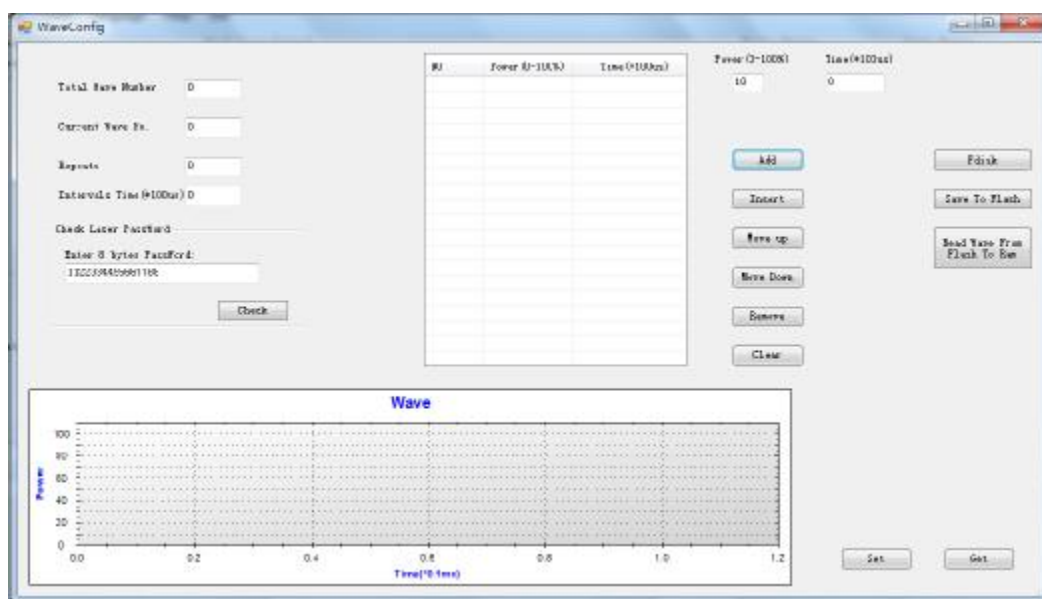 WaveConfig
Total Wave Number 0
Current Wave No. 0
Repeats 0
Intervals Time(*100us) 0
Check Laser PassWord
Enter 8 bytes PassWord:
Check
NO Power(0-100%) Time(*100us)
Power(0-100%) Time(*100us)
10 0
Add
Insert
Move up
Move Down
Remove
Clear
Fdisk
Save To Flash
Read Wave From
Flash To Ram
Wave
Power
100
80
60
40
20
0
0.0 0.2 0.4 0.6 0.8 1.0 1.2
Time(*0.1ms)
Set Get